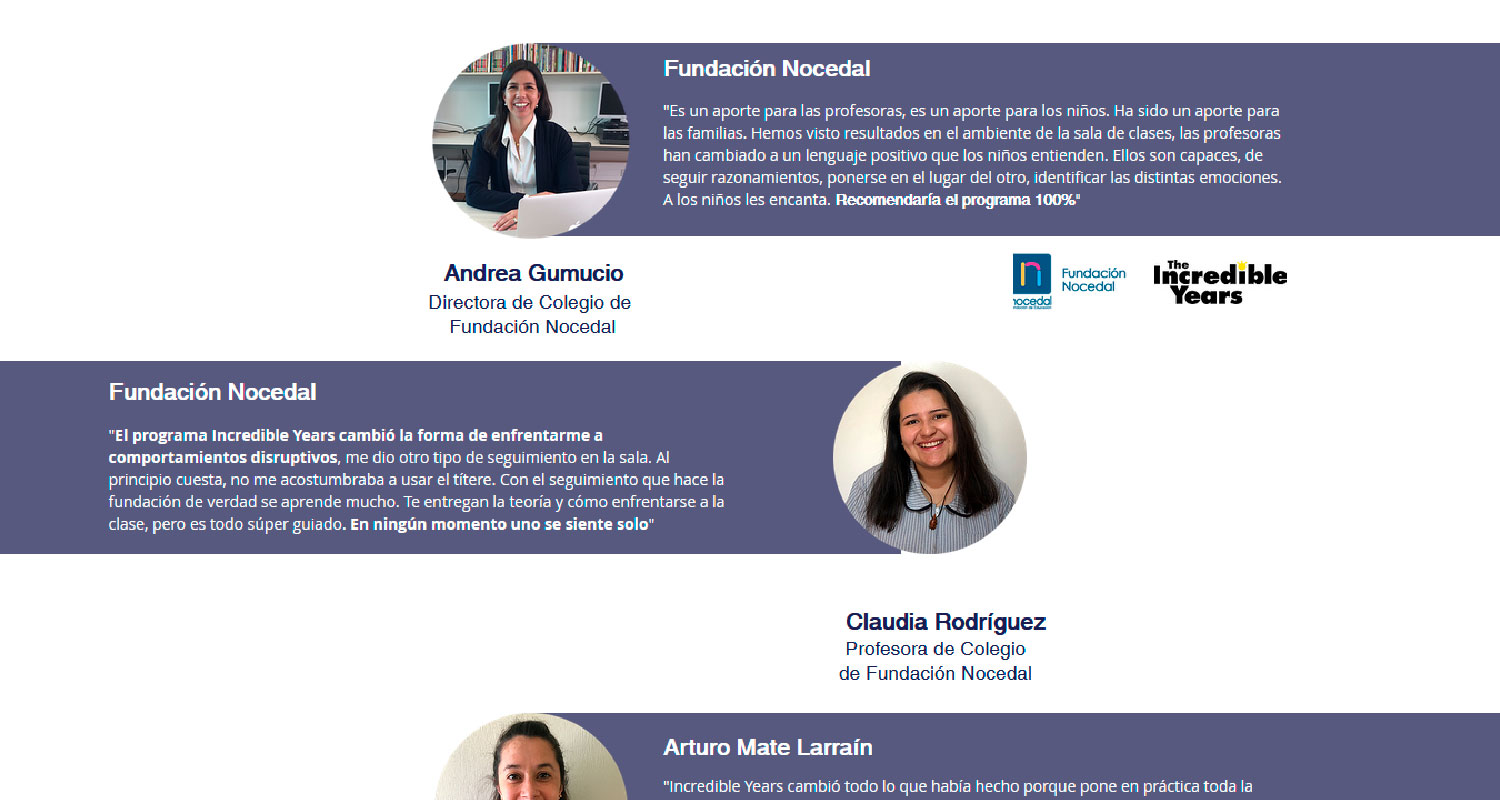 Fundación Nocedal
"Es un aporte para las profesoras, es un aporte para los niños. Ha sido un aporte para
las familias. Hemos visto resultados en el ambiente de la sala de clases, las profesoras
han cambiado a un lenguaje positivo que los niños entienden. Ellos son capaces, de
seguir razonamientos, ponerse en el lugar del otro, identificar las distintas emociones.
A los niños les encanta. Recomendaría el programa 100%"
Andrea Gumucio
Directora de Colegio de
Fundación Nocedal
nocedal
Fundación
Nocedal
The
Incredible
Years
Fundación Nocedal
"El programa Incredible Years cambió la forma de enfrentarme a
comportamientos disruptivos, me dio otro tipo de seguimiento en la sala. Al
principio cuesta, no me acostumbraba a usar el títere. Con el seguimiento que hace la
fundación de verdad se aprende mucho. Te entregan la teoría y cómo enfrentarse a la
clase, pero es todo súper guiado. En ningún momento uno se siente solo"
Claudia Rodríguez
Profesora de Colegio
de Fundación Nocedal
Arturo Mate Larraín
"Incredible Years cambió todo lo que había hecho porque pone en práctica toda la